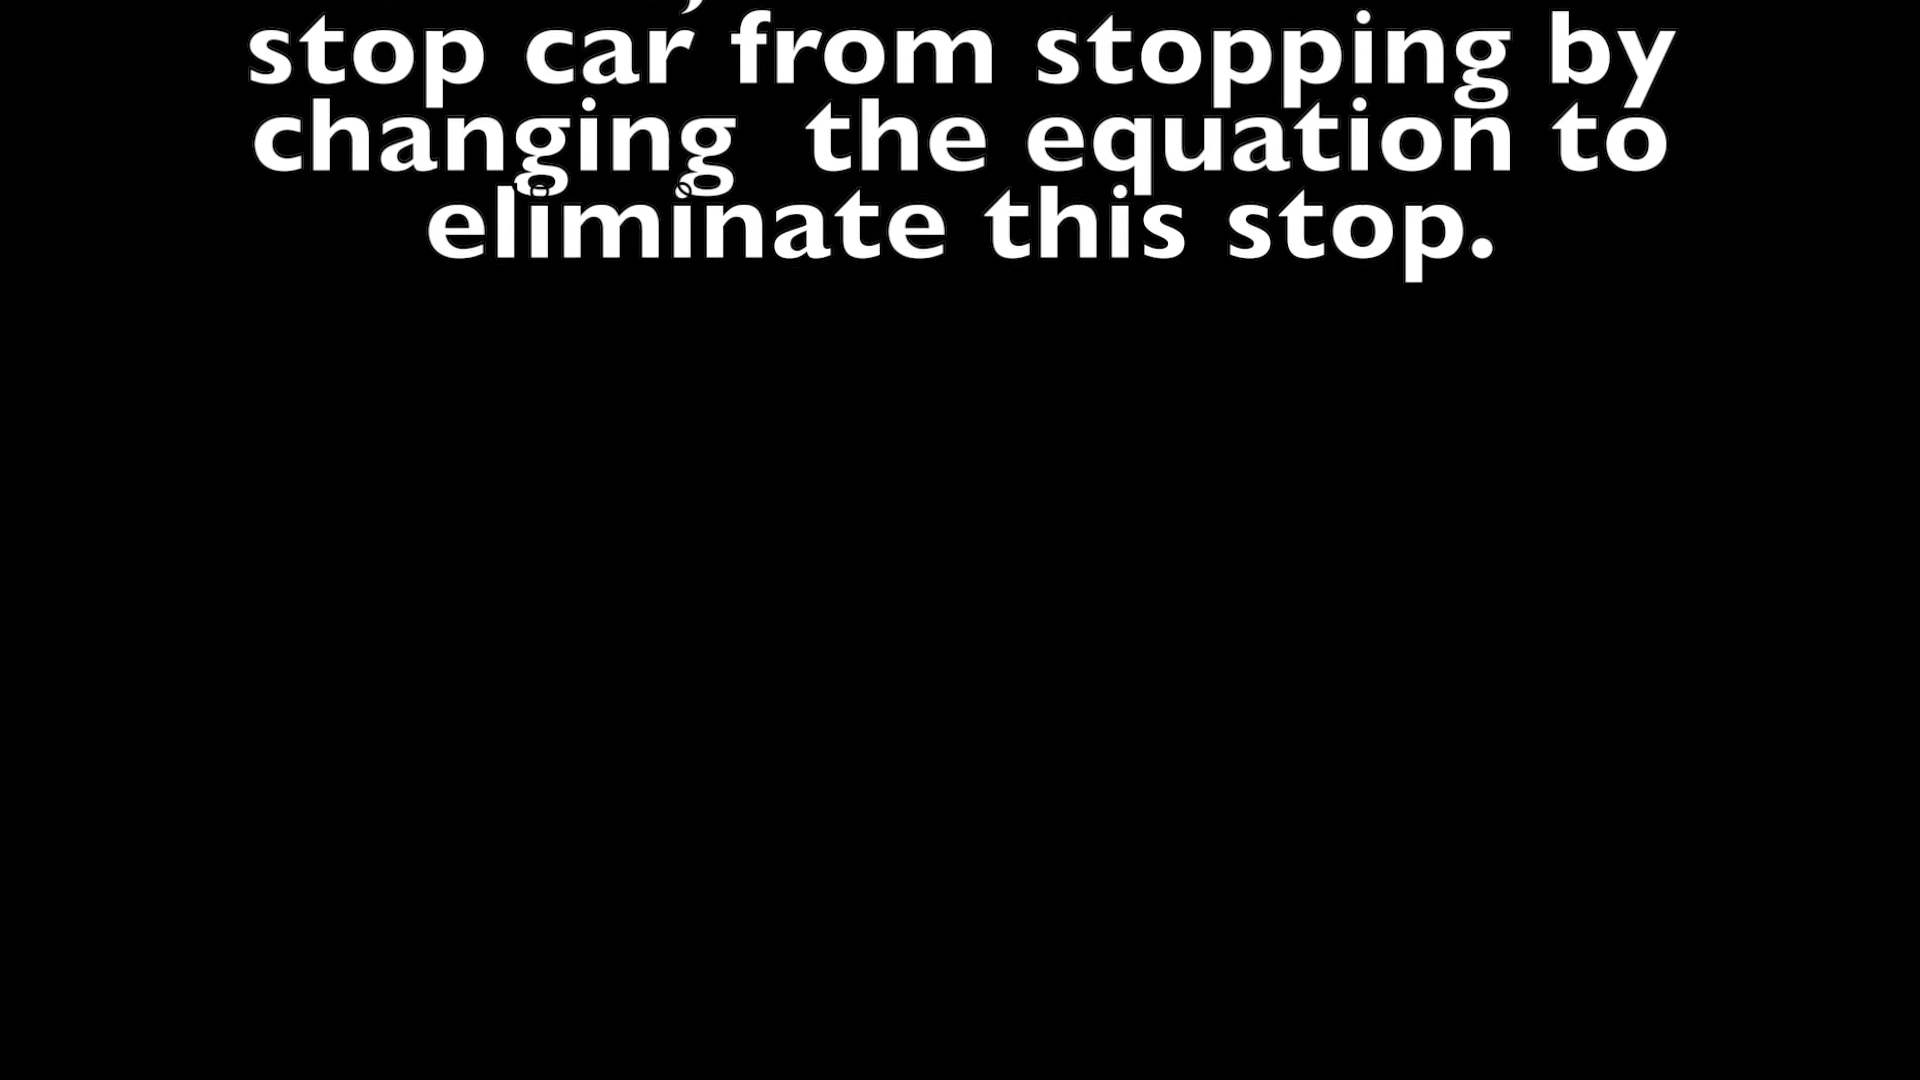 stop car from stopping by
changing  the equation to
eliminate this stop.